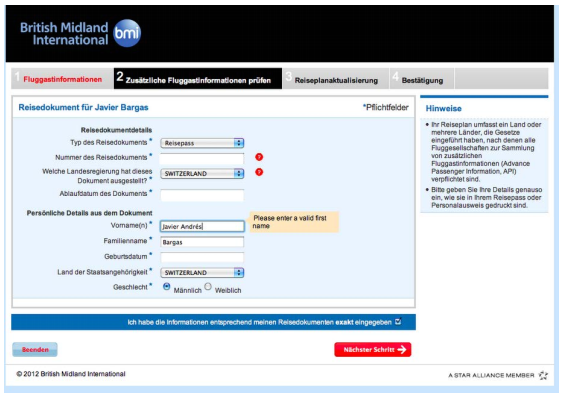 British Midland
International
bmi
1 Fluggastinformationen
2 Zusätzliche Fluggastinformationen prüfen
3 Reiseplanaktualisierung
4 Bestätigung
Reisedokument für Javier Bargas
*Pflichtfelder
Reisedokumentdetails
Typ des Reisedokuments * Reisepass
Nummer des Reisedokuments * ?
Welche Landesregierung hat dieses
Dokument ausgestellt? * SWITZERLAND ?
Ablaufdatum des Dokuments *
Persönliche Details aus dem Dokument
Vorname(n) * Javier Andrés
Please enter a valid first
name
Familienname * Bargas
Geburtsdatum *
Land der Staatsangehörigkeit * SWITZERLAND
Geschlecht * Männlich Weiblich
Hinweise
• Ihr Reiseplan umfasst ein Land oder
mehrere Länder, die Gesetze
eingeführt haben, nach denen alle
Fluggesellschaften zur Sammlung
von zusätzlichen
Fluggastinformationen (Advance
Passenger Information, API)
verpflichtet sind.
• Bitte geben Sie Ihre Details genauso
ein, wie sie in Ihrem Reisepass oder
Personalausweis gedruckt sind.
Ich habe die Informationen entsprechend meinen Reisedokumenten exakt eingegeben
Beenden
Nächster Schritt →
© 2012 British Midland International
A STAR ALLIANCE MEMBER